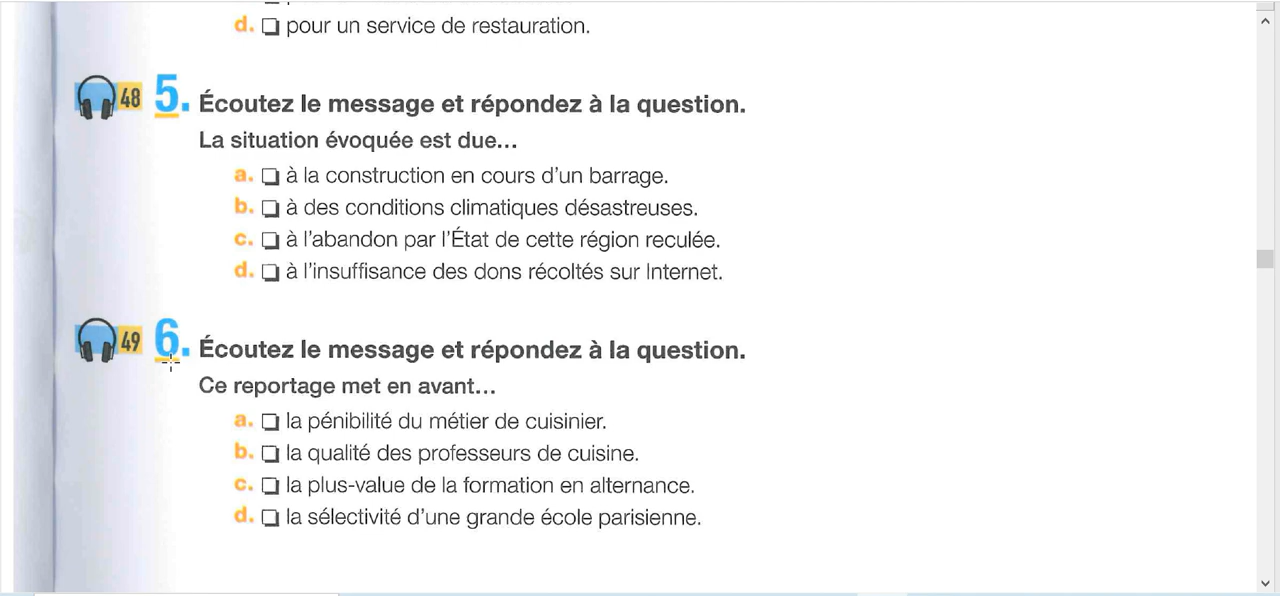 d. ❑ pour un service de restauration.
48 5. Écoutez le message et répondez à la question.
La situation évoquée est due...
a. ❑ à la construction en cours d'un barrage.
b. ❑ à des conditions climatiques désastreuses.
c. ❑ à l'abandon par l'État de cette région reculée.
d. ❑ à l'insuffisance des dons récoltés sur Internet.
49 6. Écoutez le message et répondez à la question.
Ce reportage met en avant...
a. ❑ la pénibilité du métier de cuisinier.
b. ❑ la qualité des professeurs de cuisine.
c. ❑ la plus-value de la formation en alternance.
d. ❑ la sélectivité d'une grande école parisienne.